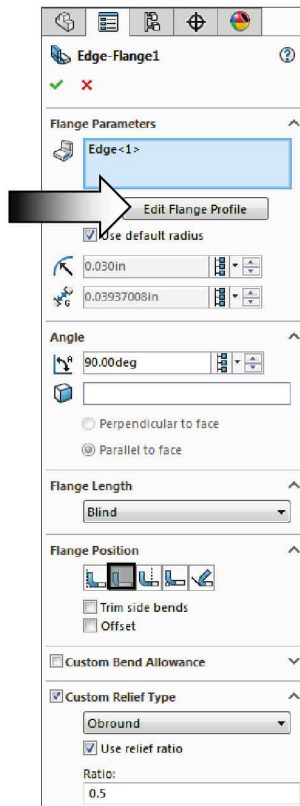 Edge-Flange1
Flange Parameters
Edge<1>
Edit Flange Profile
Use default radius
0.030in
0.03937008in
Angle
90.00deg
Perpendicular to face
Parallel to face
Flange Length
Blind
Flange Position
Trim side bends
Offset
Custom Bend Allowance
Custom Relief Type
Obround
Use relief ratio
Ratio:
0.5